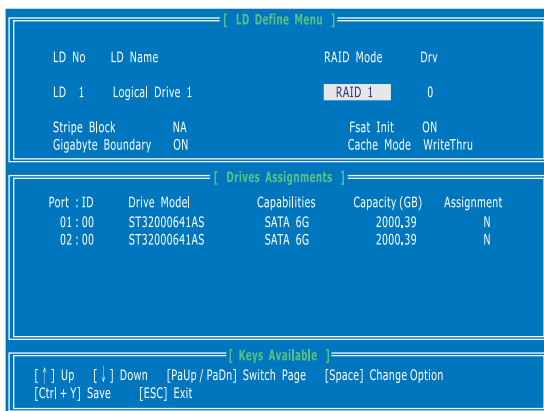 [ LD Define Menu ]
LD No LD Name RAID Mode Drv
LD 1 Logical Drive 1 RAID 1 0
Stripe Block NA Fsat Init ON
Gigabyte Boundary ON Cache Mode WriteThru
[ Drives Assignments ]
Port : ID Drive Model Capabilities Capacity (GB) Assignment
01 : 00 ST32000641AS SATA 6G 2000.39 N
02 : 00 ST32000641AS SATA 6G 2000.39 N
[ Keys Available ]
[ ↑ ] Up [ ↓ ] Down [PaUp / PaDn] Switch Page [Space] Change Option
[Ctrl + Y] Save [ESC] Exit